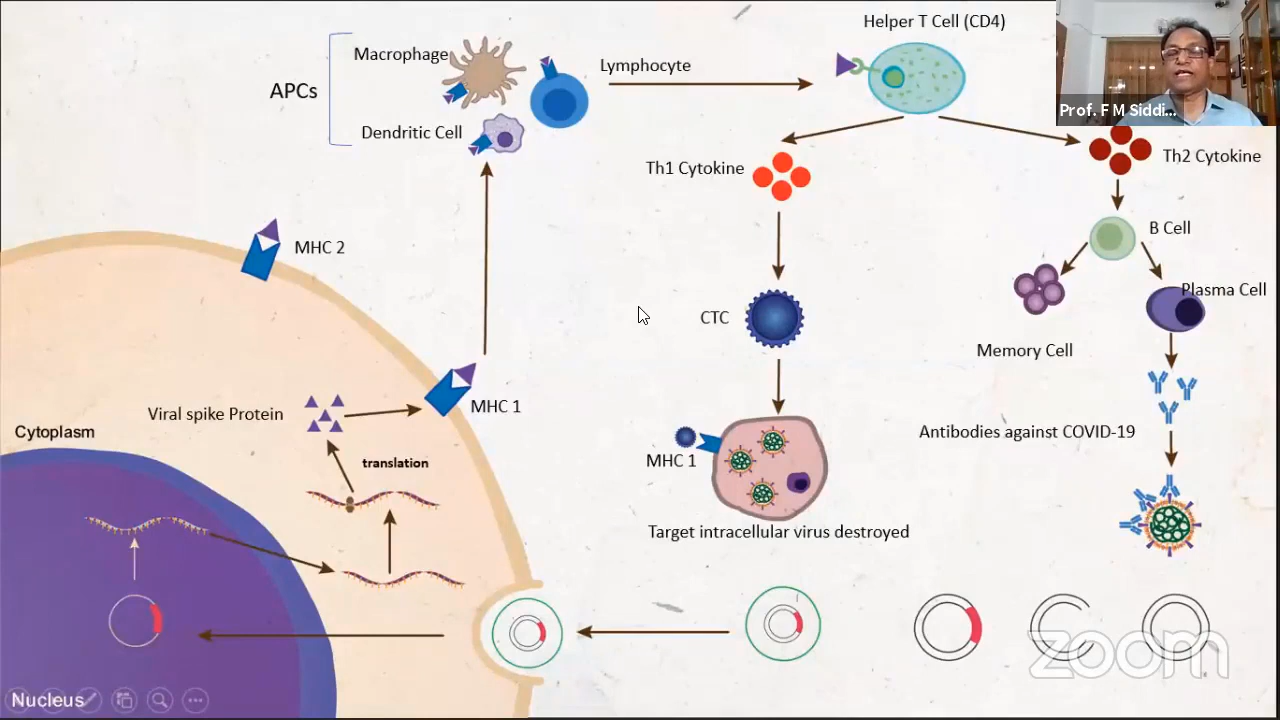 Helper T Cell (CD4)
Macrophage
Lymphocyte
APCs
Prof. F M Siddi...
Dendritic Cell
Th1 Cytokine
Th2 Cytokine
B Cell
MHC 2
Plasma Cell
CTC
Memory Cell
MHC 1
Viral spike Protein
Cytoplasm
Antibodies against COVID-19
translation
MHC 1
Target intracellular virus destroyed
zoom
Nucleus